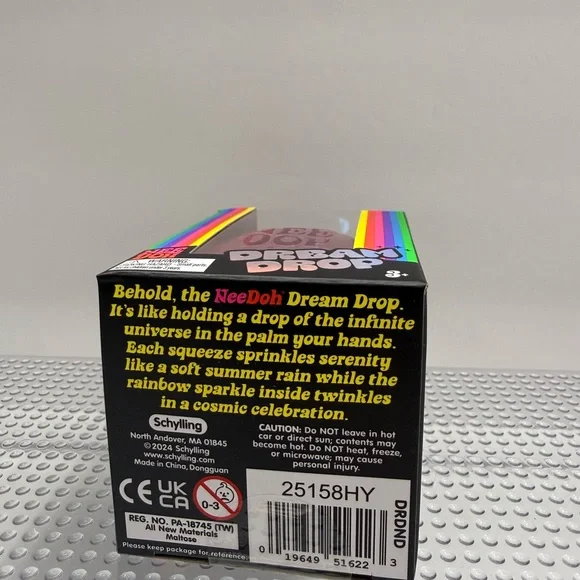 WARNING:
DREAM
DROP
3+
Behold, the NeeDoh Dream Drop.
It's like holding a drop of the infinite
universe in the palm your hands.
Each squeeze sprinkles serenity
like a soft summer rain while the
rainbow sparkle inside twinkles
in a cosmic celebration.
Schylling
North Andover, MA 01845
©2024 Schylling
www.schylling.com
Made in China, Dongguan
CAUTION: Do NOT leave in hot
car or direct sun; contents may
become hot. Do NOT heat, freeze,
or microwave; may cause
personal injury.
CE UK CA 0-3
REG. NO. PA-18745 (TW)
All New Materials
Maltose
Please keep package for reference.
25158HY
DRDND
0 19649 51622 3